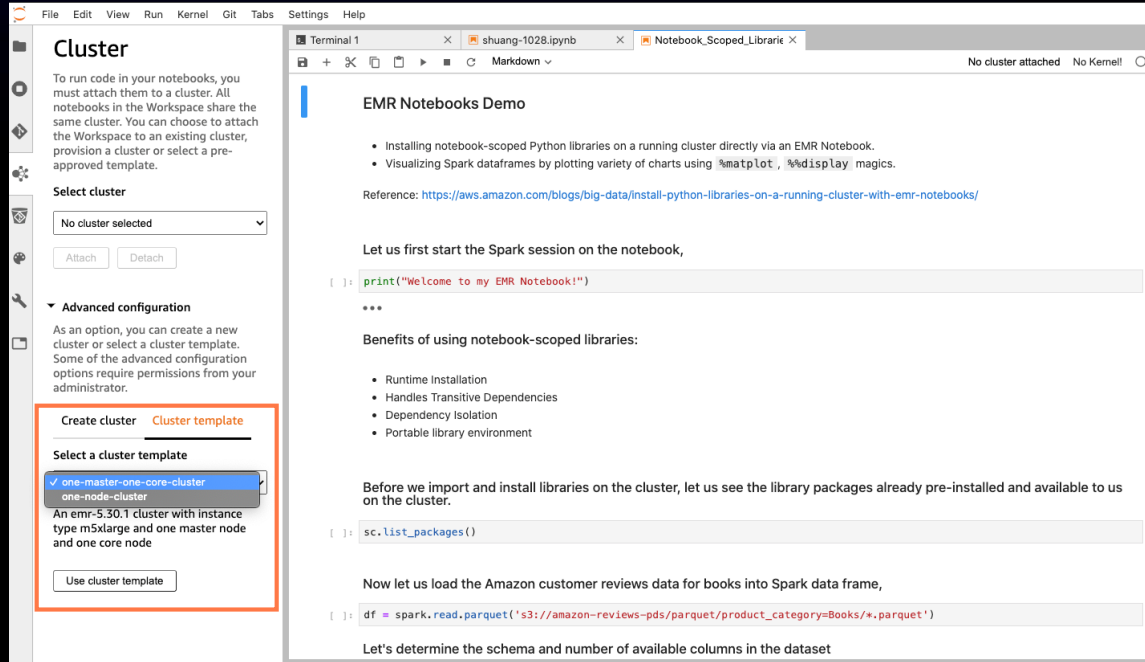 File Edit View Run Kernel Git Tabs Settings Help
Cluster
To run code in your notebooks, you
must attach them to a cluster. All
notebooks in the Workspace share the
same cluster. You can choose to attach
the Workspace to an existing cluster,
provision a cluster or select a pre-
approved template.
Select cluster
No cluster selected
Attach Detach
Advanced configuration
As an option, you can create a new
cluster or select a cluster template.
Some of the advanced configuration
options require permissions from your
administrator.
Create cluster Cluster template
Select a cluster template
✓ one-master-one-core-cluster
one-node-cluster
An emr-5.30.1 cluster with instance
type m5xlarge and one master node
and one core node
Use cluster template
Terminal 1 shuang-1028.ipynb Notebook_Scoped_Librarie
Markdown No cluster attached No Kernel!
EMR Notebooks Demo
• Installing notebook-scoped Python libraries on a running cluster directly via an EMR Notebook.
• Visualizing Spark dataframes by plotting variety of charts using %matplot , %%display magics.
Reference: https://aws.amazon.com/blogs/big-data/install-python-libraries-on-a-running-cluster-with-emr-notebooks/
Let us first start the Spark session on the notebook,
[ ]: print("Welcome to my EMR Notebook!")
•••
Benefits of using notebook-scoped libraries:
• Runtime Installation
• Handles Transitive Dependencies
• Dependency Isolation
• Portable library environment
Before we import and install libraries on the cluster, let us see the library packages already pre-installed and available to us
on the cluster.
[ ]: sc.list_packages()
Now let us load the Amazon customer reviews data for books into Spark data frame,
[ ]: df = spark.read.parquet('s3://amazon-reviews-pds/parquet/product_category=Books/*.parquet')
Let's determine the schema and number of available columns in the dataset